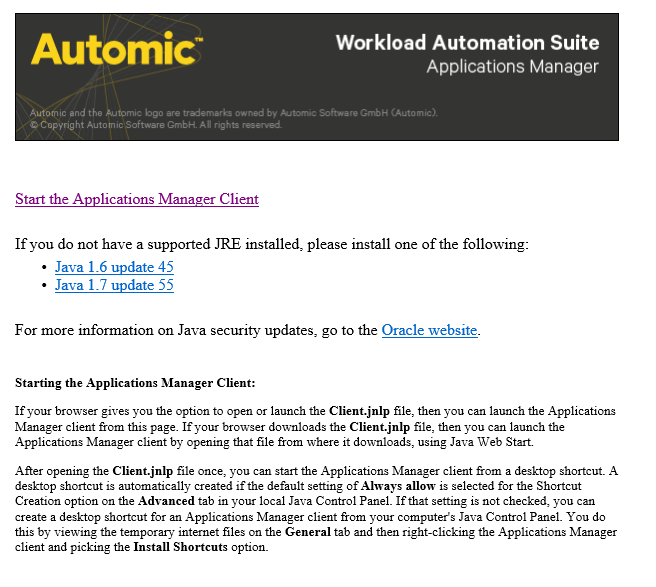 Automic™
Workload Automation Suite
Applications Manager
Automic and the Automic logo are trademarks owned by Automic Software GmbH (Automic).
© Copyright Automic Software GmbH. All rights reserved.
Start the Applications Manager Client
If you do not have a supported JRE installed, please install one of the following:
• Java 1.6 update 45
• Java 1.7 update 55
For more information on Java security updates, go to the Oracle website.
Starting the Applications Manager Client:
If your browser gives you the option to open or launch the Client.jnlp file, then you can launch the Applications
Manager client from this page. If your browser downloads the Client.jnlp file, then you can launch the
Applications Manager client by opening that file from where it downloads, using Java Web Start.
After opening the Client.jnlp file once, you can start the Applications Manager client from a desktop shortcut. A
desktop shortcut is automatically created if the default setting of Always allow is selected for the Shortcut
Creation option on the Advanced tab in your local Java Control Panel. If that setting is not checked, you can
create a desktop shortcut for an Applications Manager client from your computer's Java Control Panel. You do
this by viewing the temporary internet files on the General tab and then right-clicking the Applications Manager
client and picking the Install Shortcuts option.